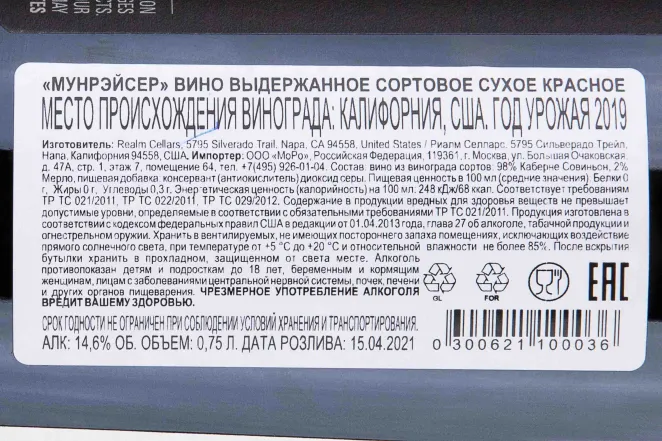 «МУНРЭЙСЕР» ВИНО ВЫДЕРЖАННОЕ СОРТОВОЕ СУХОЕ КРАСНОЕ
МЕСТО ПРОИСХОЖДЕНИЯ ВИНОГРАДА: КАЛИФОРНИЯ, США. ГОД УРОЖАЯ 2019
Изготовитель: Realm Cellars, 5795 Silverado Trail, Napa, CA 94558, United States / Риалм Селларс, 5795 Сильверадо Трейл,
Напа, Калифорния 94558, США. Импортер: ООО «МоРо», Российская Федерация, 119361, г. Москва, ул. Большая Очаковская,
д. 47А, стр. 1, этаж 7, помещение 64, тел. +7(495) 926-01-04. Состав: вино из винограда сортов: 98% Каберне Совиньон, 2%
Мерло, пищевая добавка консервант (антиокислитель) диоксид серы. Пищевая ценность 100 мл (средние значения): Белки 0
г, Жиры 0 г, Углеводы 0,3 г. Энергетическая ценность (калорийность) на 100 мл: 248 кДж/68 ккал. Соответствует требованиям
ТР ТС 021/2011, ТР ТС 022/2011, ТР ТС 029/2012. Содержание в продукции вредных для здоровья веществ не превышает
допустимые уровни, определяемые в соответствии с обязательными требованиями ТР ТС 021/2011. Продукция изготовлена в
соответствии с кодексом федеральных правил США в редакции от 01.04.2013 года, глава 27 об алкоголе, табачной продукции и
огнестрельном оружии. Хранить в вентилируемых, не имеющих постороннего запаха помещениях, исключающих воздействие
прямого солнечного света, при температуре от +5 °С до +20 °С и относительной влажности не более 85%. После вскрытия
бутылки хранить в прохладном, защищенном от света месте. Алкоголь
противопоказан детям и подросткам до 18 лет, беременным и кормящим
женщинам, лицам с заболеваниями центральной нервной системы, почек, печени
и других органов пищеварения. ЧРЕЗМЕРНОЕ УПОТРЕБЛЕНИЕ АЛКОГОЛЯ
ВРЕДИТ ВАШЕМУ ЗДОРОВЬЮ.
GL FOR EAC
СРОК ГОДНОСТИ НЕ ОГРАНИЧЕН ПРИ СОБЛЮДЕНИИ УСЛОВИЙ ХРАНЕНИЯ И ТРАНСПОРТИРОВАНИЯ.
АЛК: 14,6% ОБ. ОБЪЕМ: 0,75 Л. ДАТА РОЗЛИВА: 15.04.2021
0 300621 100036